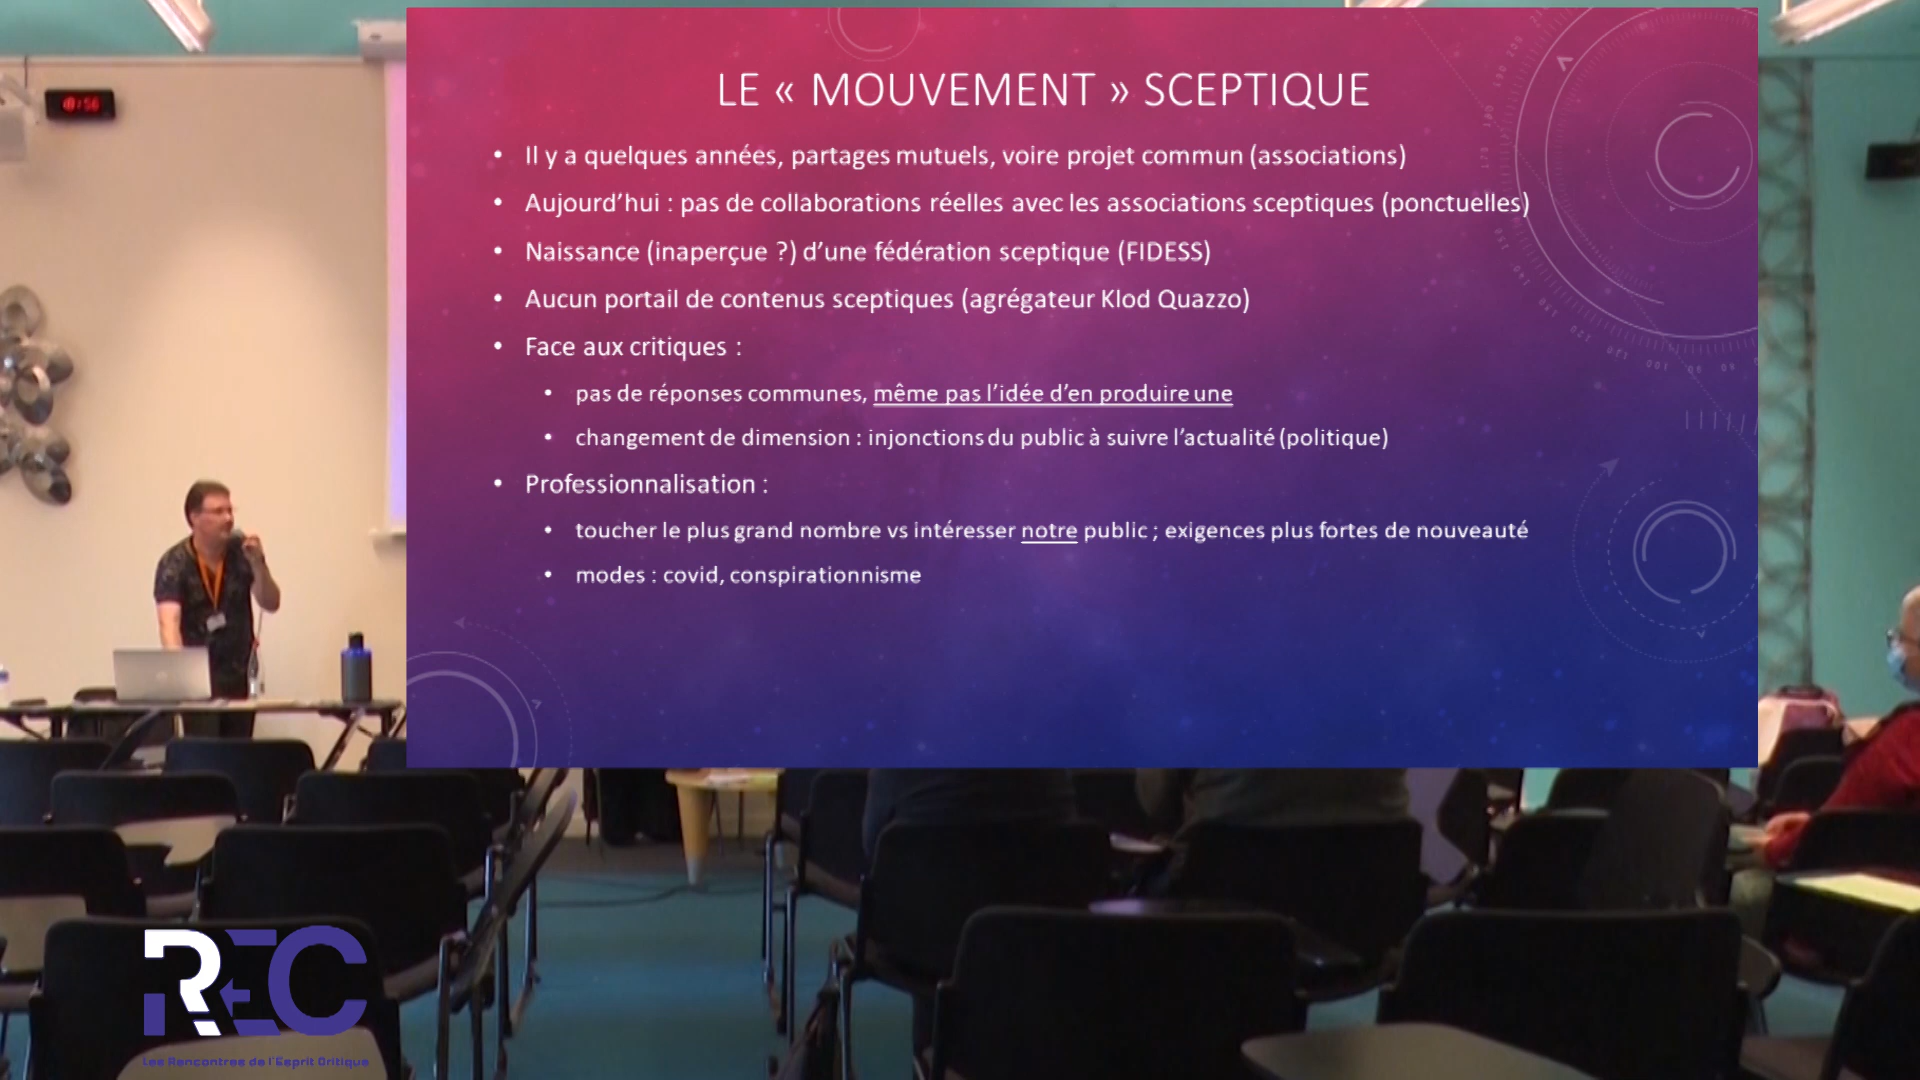 LE « MOUVEMENT » SCEPTIQUE
• Il y a quelques années, partages mutuels, voire projet commun (associations)
• Aujourd’hui : pas de collaborations réelles avec les associations sceptiques (ponctuelles)
• Naissance (inaperçue ?) d’une fédération sceptique (FIDESS)
• Aucun portail de contenus sceptiques (agrégateur Klod Quazzo)
• Face aux critiques :
• pas de réponses communes, même pas l’idée d’en produire une
• changement de dimension : injonctions du public à suivre l’actualité (politique)
• Professionnalisation :
• toucher le plus grand nombre vs intéresser notre public ; exigences plus fortes de nouveauté
• modes : covid, conspirationnisme
REC
Les Rencontres de l'Esprit Critique